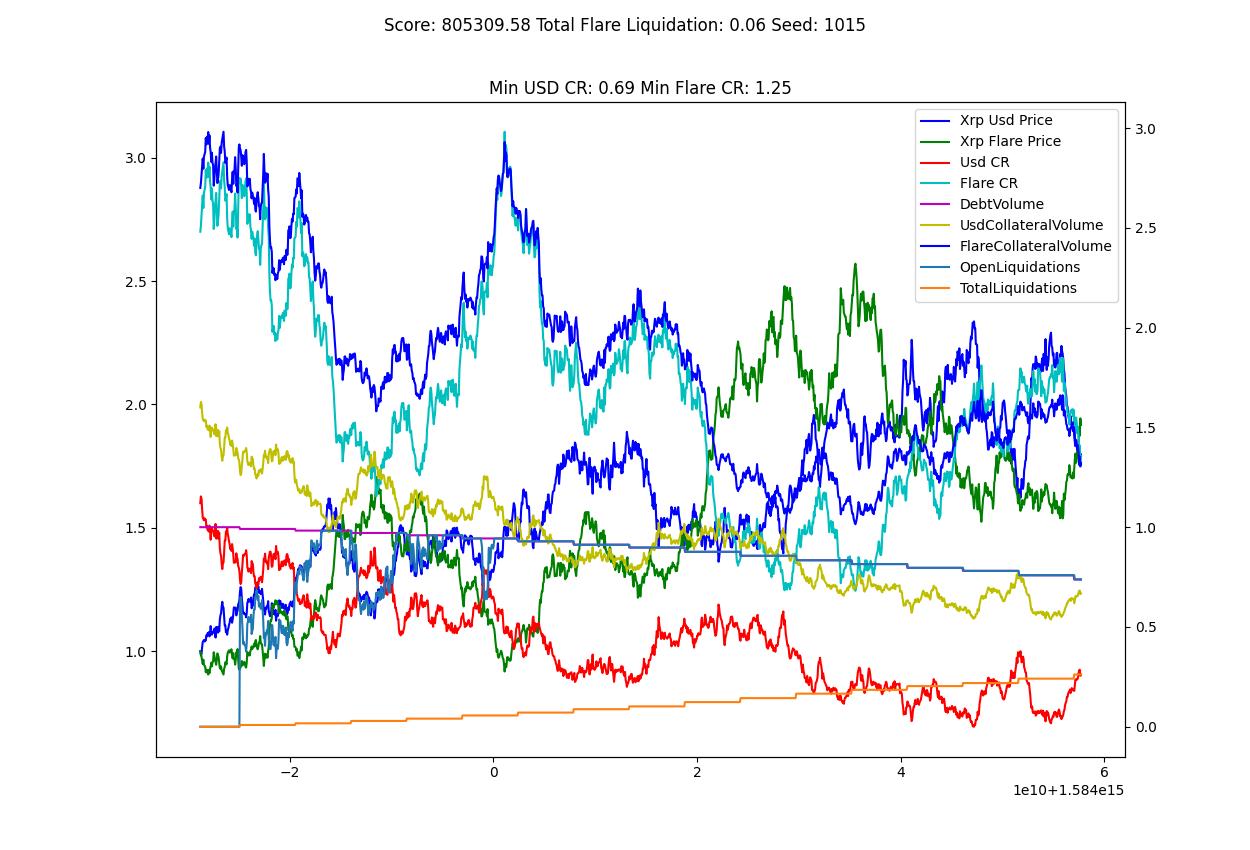 Score: 805309.58 Total Flare Liquidation: 0.06 Seed: 1015
Min USD CR: 0.69 Min Flare CR: 1.25
Xrp Usd Price
Xrp Flare Price
Usd CR
Flare CR
DebtVolume
UsdCollateralVolume
FlareCollateralVolume
OpenLiquidations
TotalLiquidations
3.0
2.5
2.0
1.5
1.0
3.0
2.5
2.0
1.5
1.0
0.5
0.0
−2 0 2 4 6
1e10+1.584e15